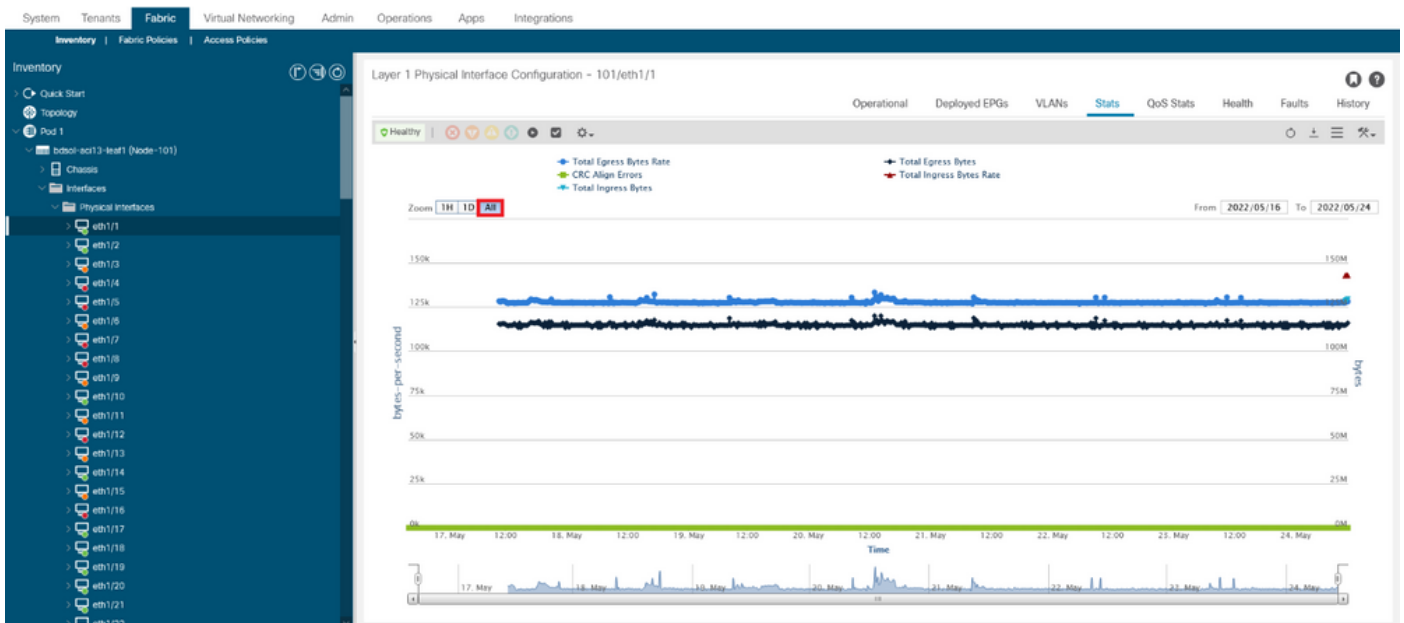 System Tenants Fabric Virtual Networking Admin Operations Apps Integrations
Inventory | Fabric Policies | Access Policies
Inventory
Quick Start
Topology
Pod 1
bdsol-aci13-leaf1 (Node-101)
Chassis
Interfaces
Physical Interfaces
eth1/1
eth1/2
eth1/3
eth1/4
eth1/5
eth1/6
eth1/7
eth1/8
eth1/9
eth1/10
eth1/11
eth1/12
eth1/13
eth1/14
eth1/15
eth1/16
eth1/17
eth1/18
eth1/19
eth1/20
eth1/21
Layer 1 Physical Interface Configuration - 101/eth1/1
Operational Deployed EPGs VLANs Stats QoS Stats Health Faults History
Healthy
Total Egress Bytes Rate Total Egress Bytes
CRC Align Errors Total Ingress Bytes Rate
Total Ingress Bytes
Zoom 1H 1D All From 2022/05/16 To 2022/05/24
150k 150M
125k
100k 100M
75k 75M
50k 50M
25k 25M
0k 0M
bytes-per-second
bytes
17. May 12:00 18. May 12:00 19. May 12:00 20. May 12:00 21. May 12:00 22. May 12:00 23. May 12:00 24. May
Time
17. May 18. May 19. May 20. May 21. May 22. May 23. May 24. May